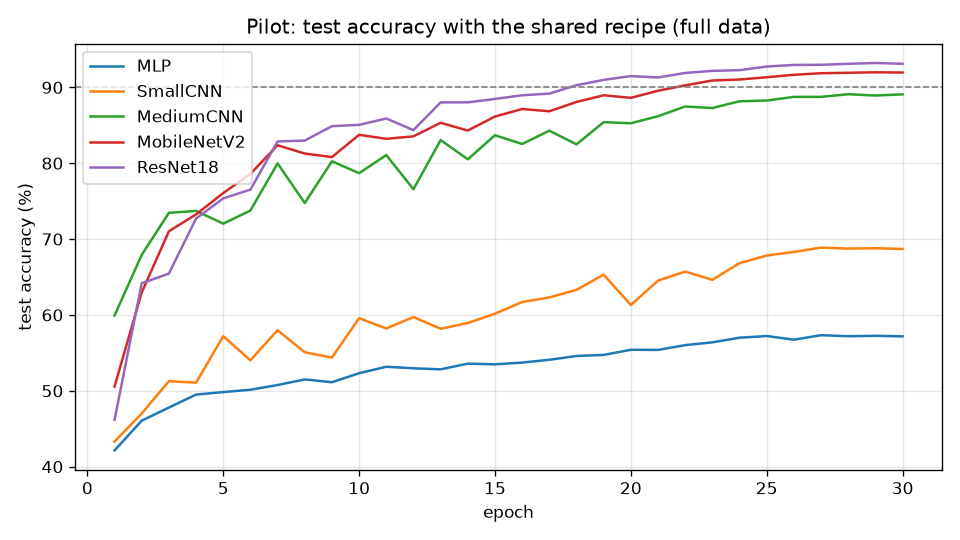 Pilot: test accuracy with the shared recipe (full data)
MLP
SmallCNN
MediumCNN
MobileNetV2
ResNet18
test accuracy (%)
90
80
70
60
50
40
0 5 10 15 20 25 30
epoch